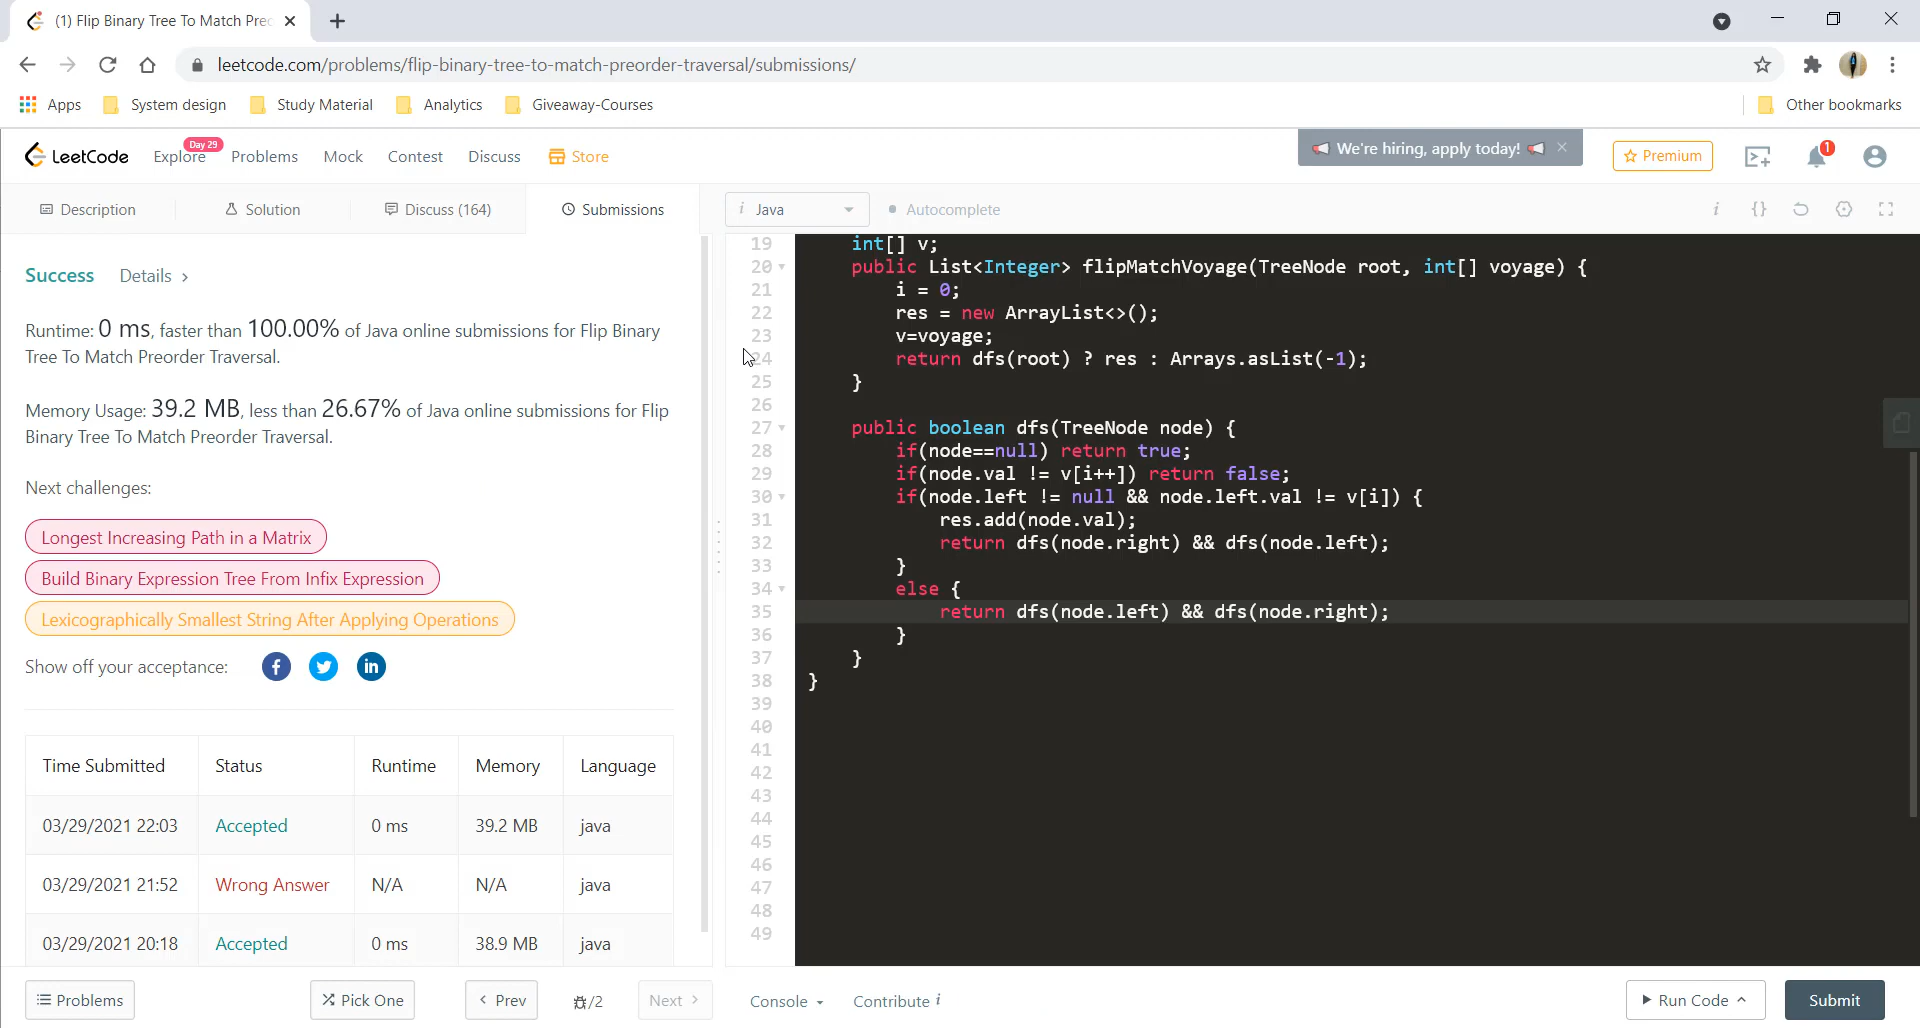 (1) Flip Binary Tree To Match Pre
leetcode.com/problems/flip-binary-tree-to-match-preorder-traversal/submissions/
Apps System design Study Material Analytics Giveaway-Courses Other bookmarks
LeetCode Explore Day 29 Problems Mock Contest Discuss Store We're hiring, apply today! Premium 1
Description Solution Discuss (164) Submissions i Java Autocomplete i {}
Success Details >
Runtime: 0 ms, faster than 100.00% of Java online submissions for Flip Binary
Tree To Match Preorder Traversal.
Memory Usage: 39.2 MB, less than 26.67% of Java online submissions for Flip
Binary Tree To Match Preorder Traversal.
Next challenges:
Longest Increasing Path in a Matrix
Build Binary Expression Tree From Infix Expression
Lexicographically Smallest String After Applying Operations
Show off your acceptance:
Time Submitted Status Runtime Memory Language
03/29/2021 22:03 Accepted 0 ms 39.2 MB java
03/29/2021 21:52 Wrong Answer N/A N/A java
03/29/2021 20:18 Accepted 0 ms 38.9 MB java
19 int[] v;
20 public List<Integer> flipMatchVoyage(TreeNode root, int[] voyage) {
21 i = 0;
22 res = new ArrayList<>();
23 v=voyage;
24 return dfs(root) ? res : Arrays.asList(-1);
25 }
26
27 public boolean dfs(TreeNode node) {
28 if(node==null) return true;
29 if(node.val != v[i++]) return false;
30 if(node.left != null && node.left.val != v[i]) {
31 res.add(node.val);
32 return dfs(node.right) && dfs(node.left);
33 }
34 else {
35 return dfs(node.left) && dfs(node.right);
36 }
37 }
38 }
39
40
41
42
43
44
45
46
47
48
49
Problems Pick One < Prev /2 Next > Console Contribute i Run Code Submit